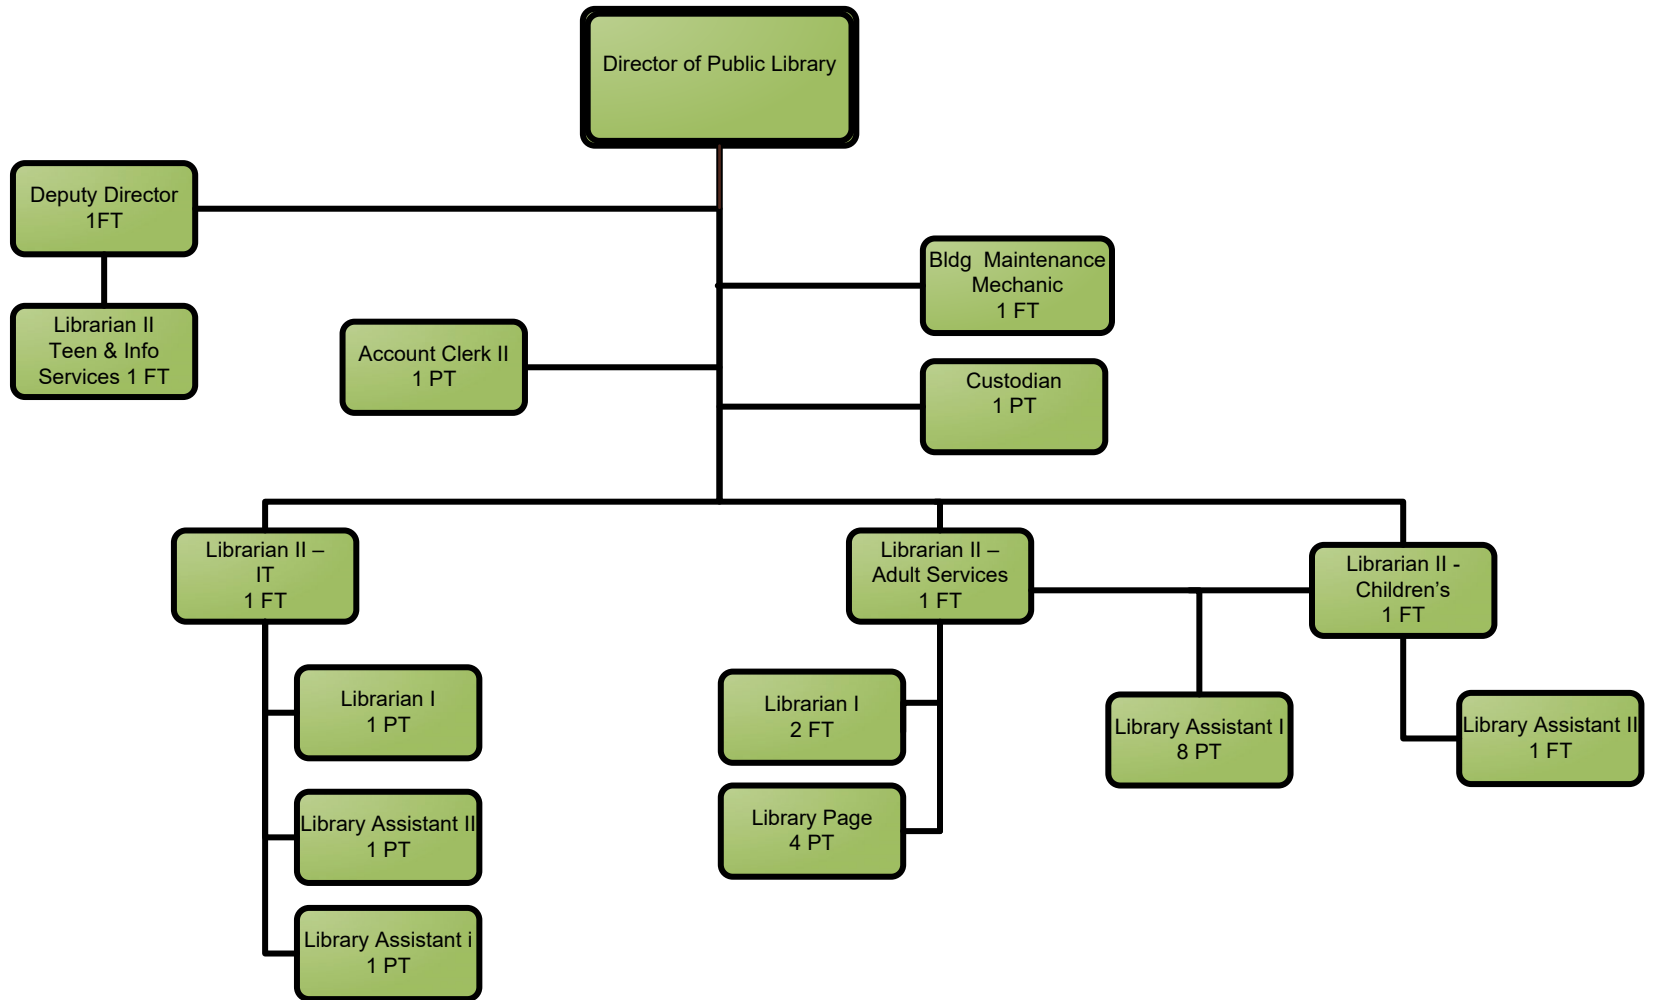 Director of Public Library
Deputy Director
1FT
Librarian II
Teen & Info
Services 1 FT
Bldg  Maintenance
Mechanic
1 FT
Account Clerk II
1 PT
Custodian
1 PT
Librarian II –
IT
1 FT
Librarian II –
Adult Services
1 FT
Librarian II -
Children’s
1 FT
Librarian I
1 PT
Library Assistant II
1 PT
Library Assistant i
1 PT
Librarian I
2 FT
Library Page
4 PT
Library Assistant I
8 PT
Library Assistant II
1 FT